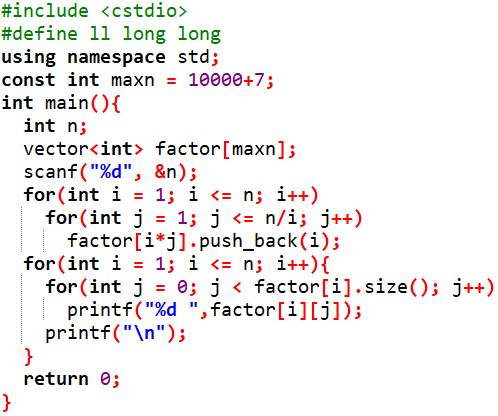 #include <cstdio>
#define ll long long
using namespace std;
const int maxn = 10000+7;
int main(){
  int n;
  vector<int> factor[maxn];
  scanf("%d", &n);
  for(int i = 1; i <= n; i++)
    for(int j = 1; j <= n/i; j++)
      factor[i*j].push_back(i);
  for(int i = 1; i <= n; i++){
    for(int j = 0; j < factor[i].size(); j++)
      printf("%d ",factor[i][j]);
    printf("\n");
  }
  return 0;
}